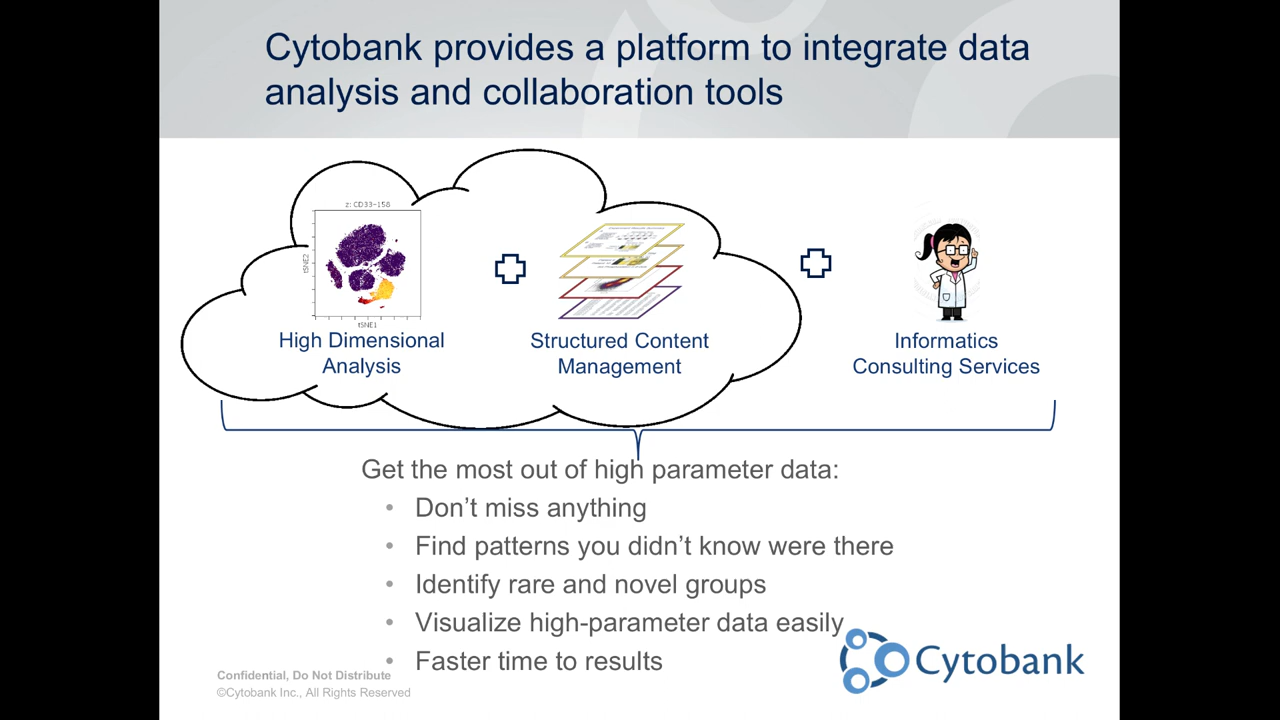 Cytobank provides a platform to integrate data
analysis and collaboration tools
z: CD33-158
tSNE2
tSNE1
High Dimensional
Analysis
Structured Content
Management
Informatics
Consulting Services
Get the most out of high parameter data:
• Don’t miss anything
• Find patterns you didn’t know were there
• Identify rare and novel groups
• Visualize high-parameter data easily
• Faster time to results
Cytobank
Confidential, Do Not Distribute
©Cytobank Inc., All Rights Reserved